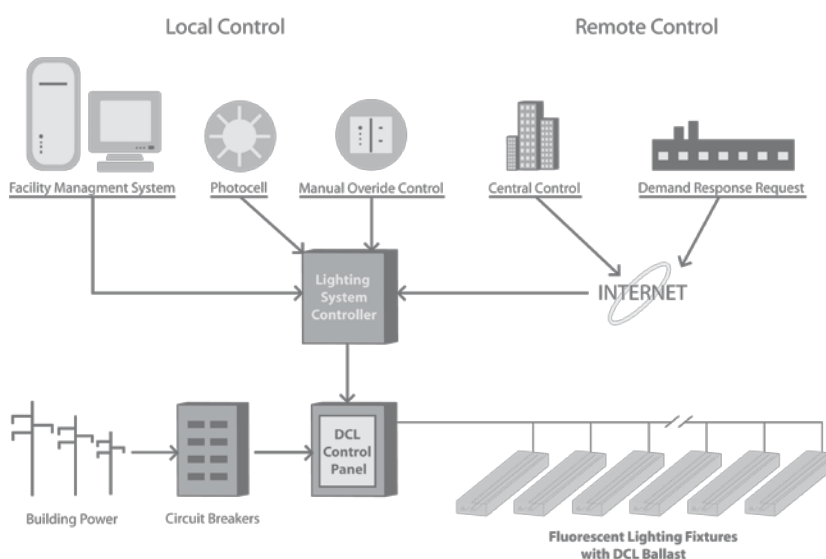 Local Control
Remote Control
Facility Managment System
Photocell
Manual Overide Control
Central Control
Demand Response Request
Lighting
System
Controller
INTERNET
DCL
Control
Panel
Building Power
Circuit Breakers
Fluorescent Lighting Fixtures
with DCL Ballast